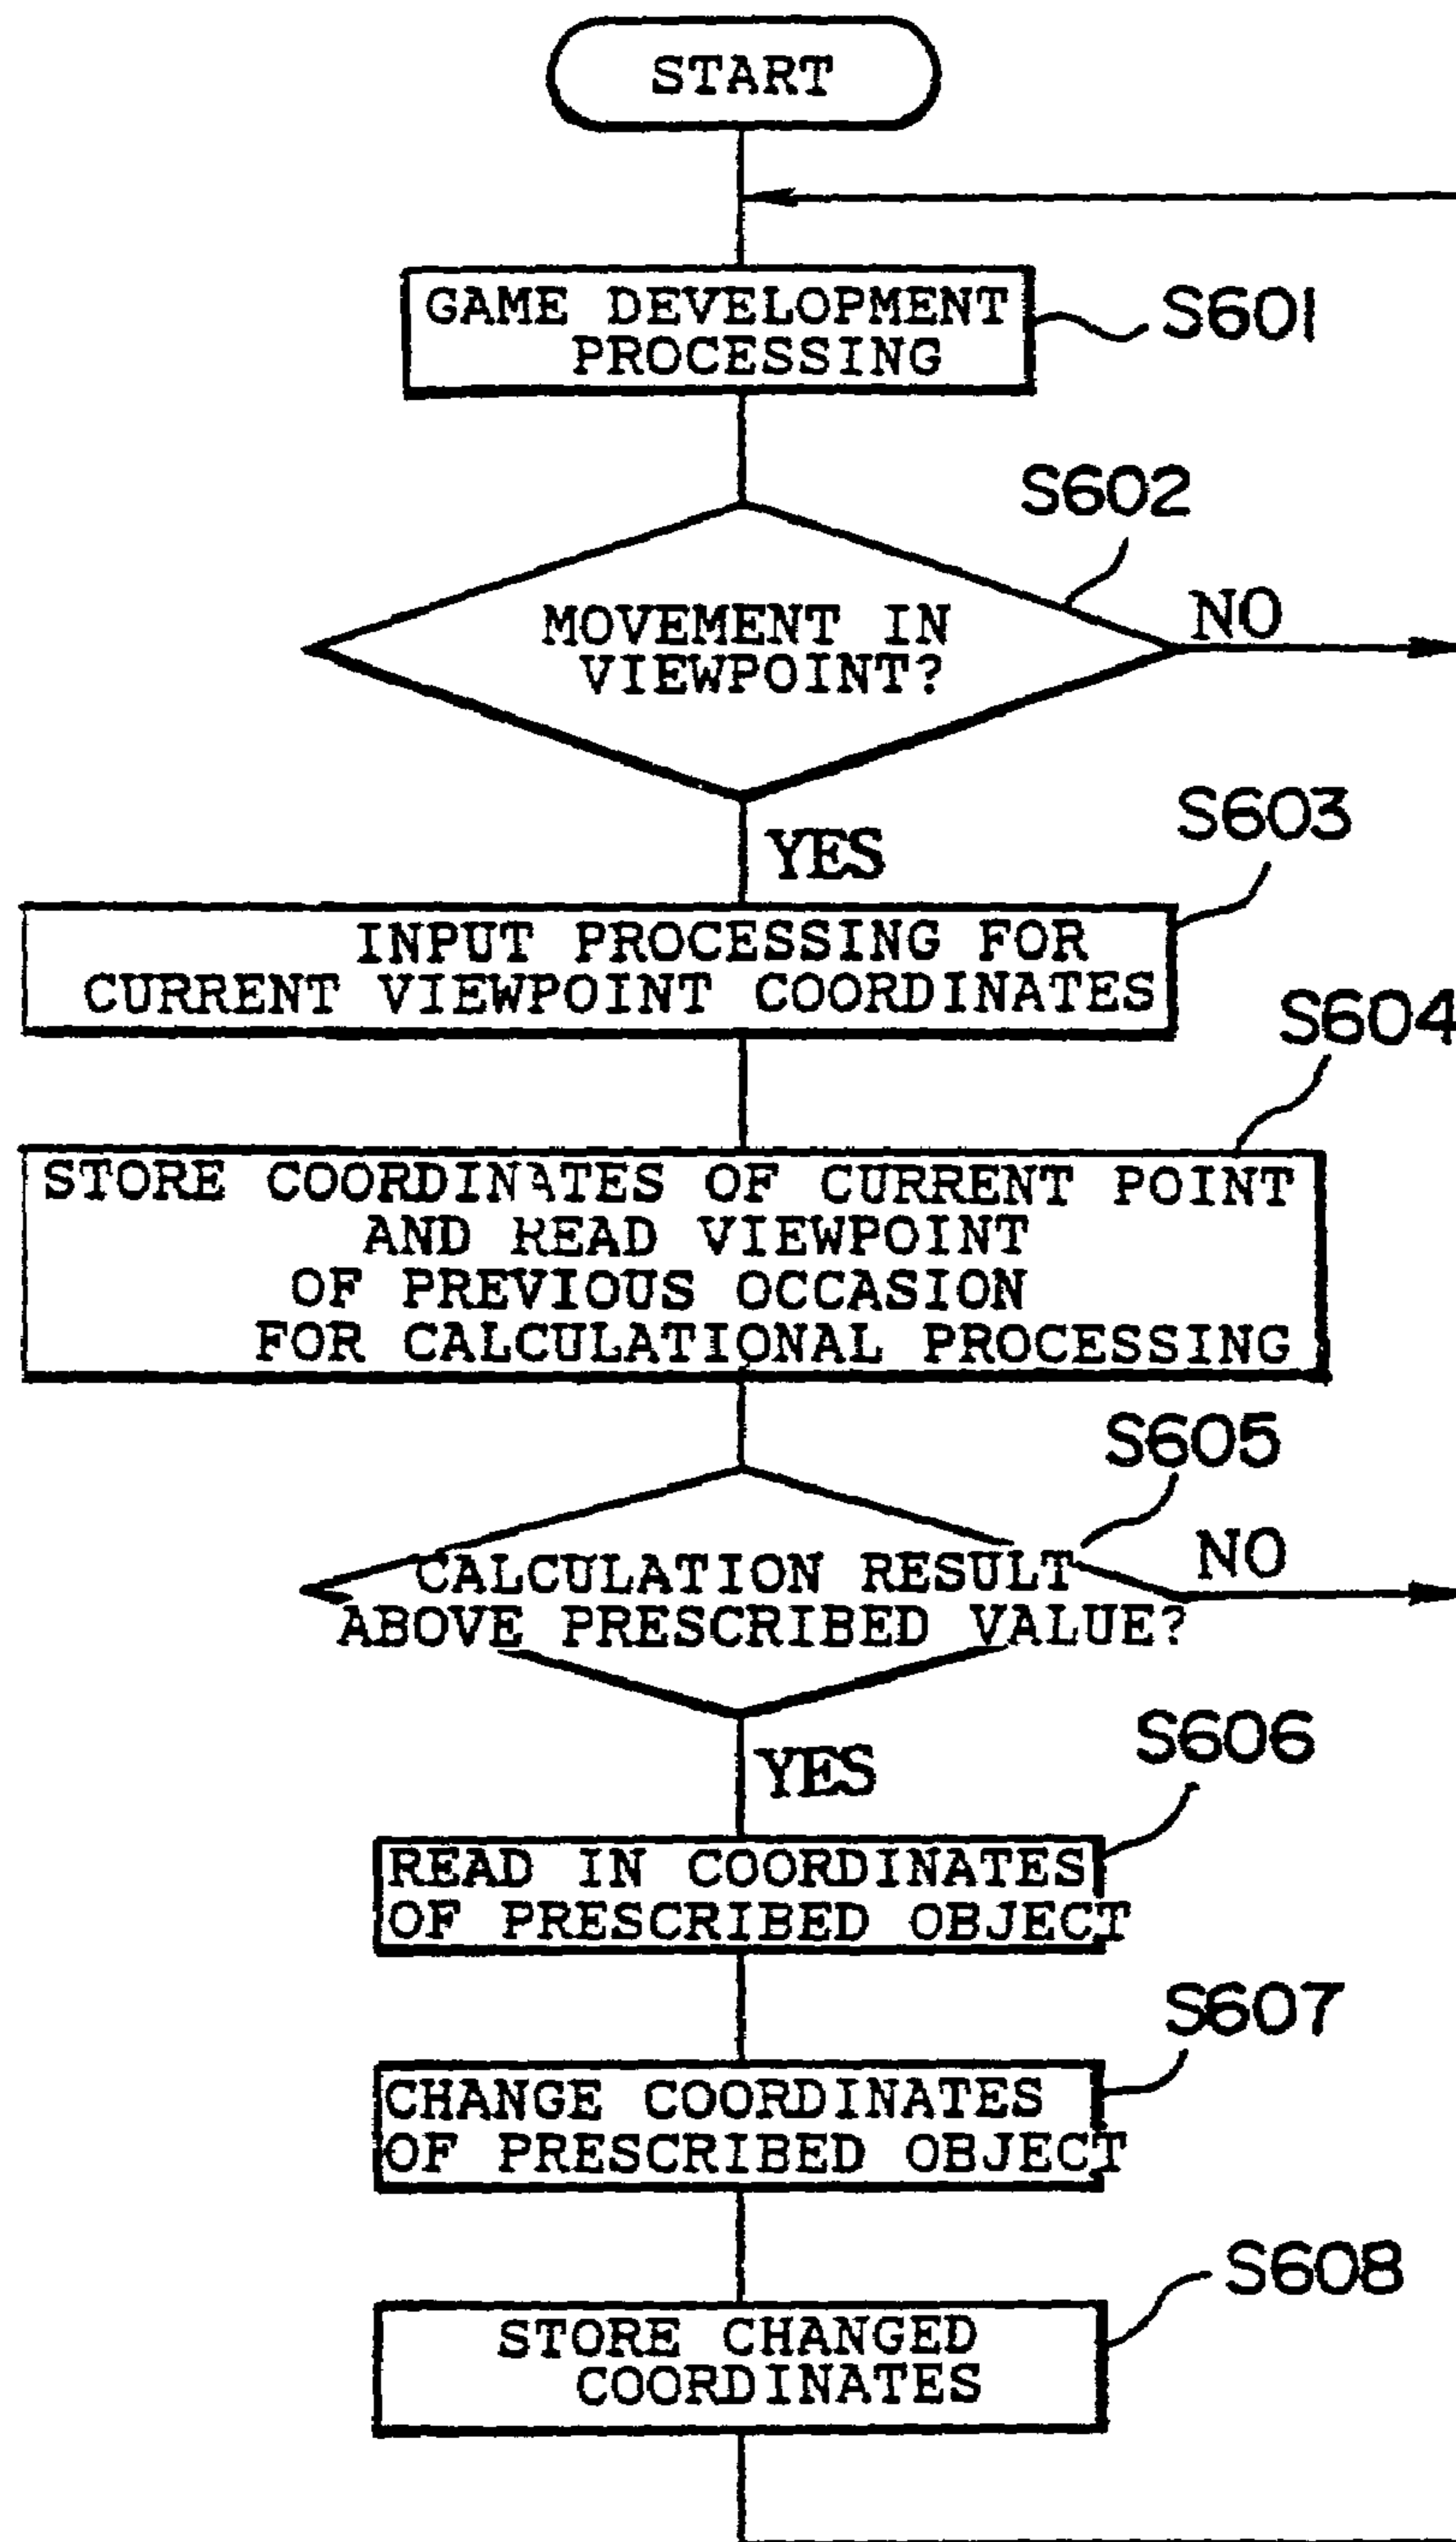 START
GAME DEVELOPMENT
PROCESSING
S601
S602
MOVEMENT IN
VIEWPOINT?
NO
YES
S603
INPUT PROCESSING FOR
CURRENT VIEWPOINT COORDINATES
S604
STORE COORDINATES OF CURRENT POINT
AND READ VIEWPOINT
OF PREVIOUS OCCASION
FOR CALCULATIONAL PROCESSING
S605
CALCULATION RESULT
ABOVE PRESCRIBED VALUE?
NO
YES
S606
READ IN COORDINATES
OF PRESCRIBED OBJECT
S607
CHANGE COORDINATES
OF PRESCRIBED OBJECT
S608
STORE CHANGED
COORDINATES